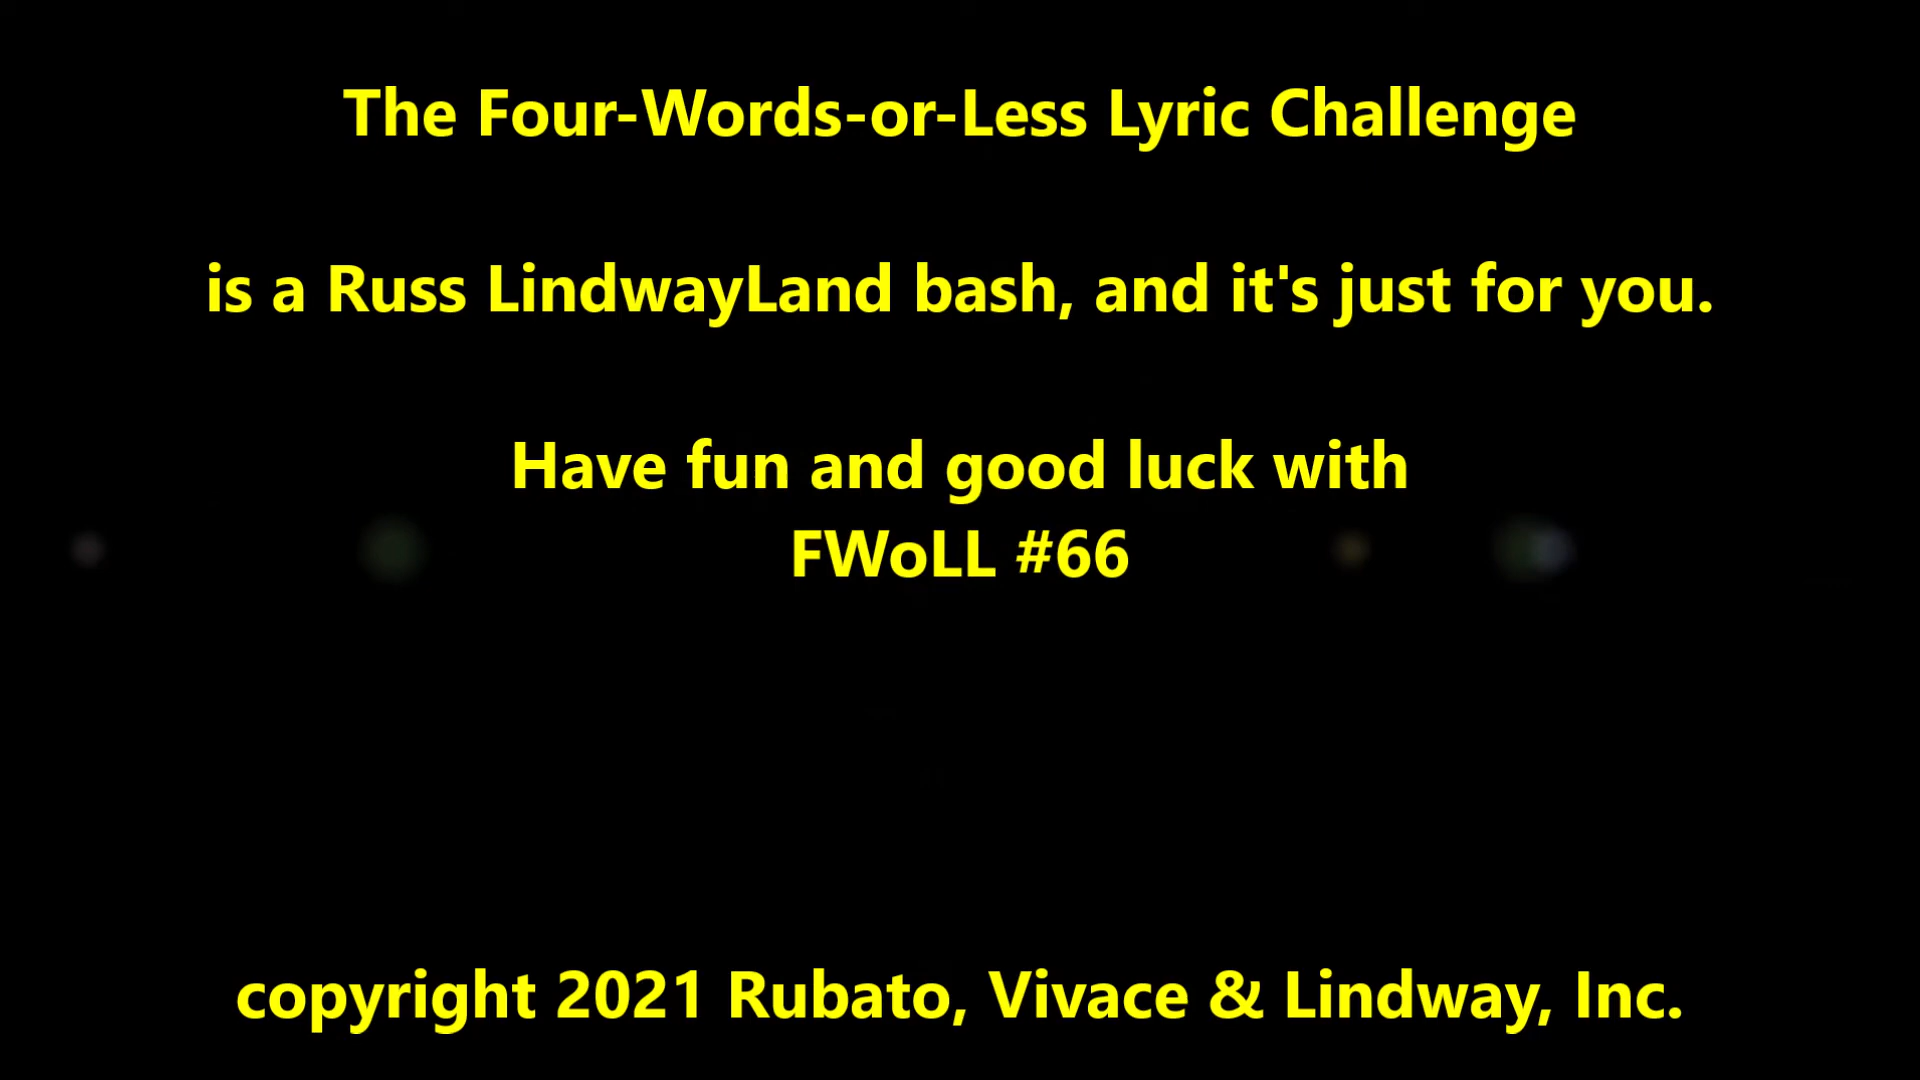 The Four-Words-or-Less Lyric Challenge
is a Russ LindwayLand bash, and it's just for you.
Have fun and good luck with
FWoLL #66
copyright 2021 Rubato, Vivace & Lindway, Inc.